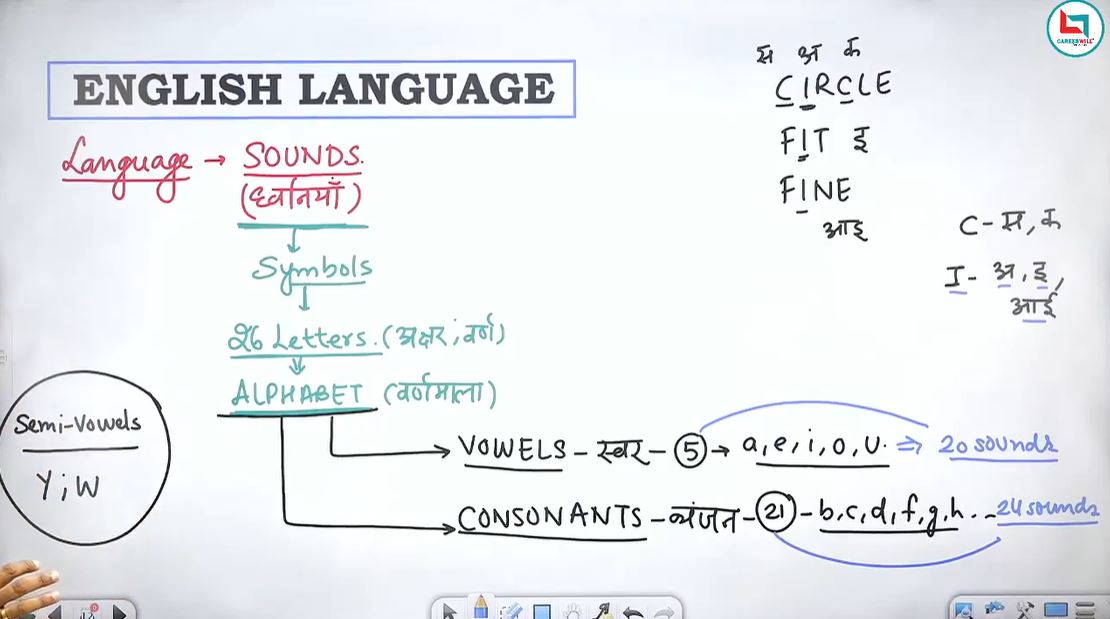 CAREERWILL
ENGLISH LANGUAGE
Language → SOUNDS.
(ध्वनियाँ)
Symbols
26 Letters. (अक्षर, वर्ण)
ALPHABET (वर्णमाला)
VOWELS - स्वर - 5 → a, e, i, o, u. ⇒ 20 sounds
CONSONANTS - व्यंजन - 21 - b, c, d, f, g, h... 24 sounds
Semi-Vowels
Y, W
स अ क
CIRCLE
FIT इ
FINE
आइ
C - स, क
I - अ, इ,
आई